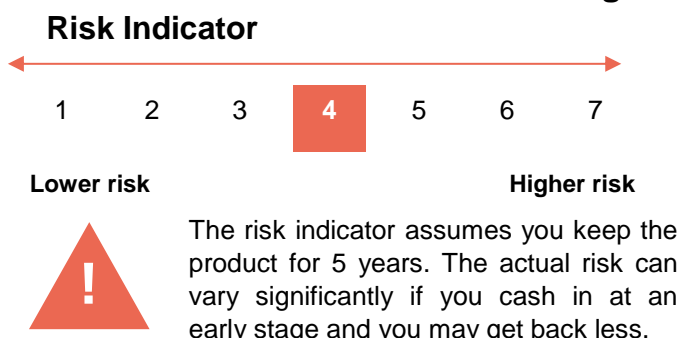 Risk Indicator
1 2 3 4 5 6 7
Lower risk Higher risk
!
The risk indicator assumes you keep the
product for 5 years. The actual risk can
vary significantly if you cash in at an
early stage and you may get back less.